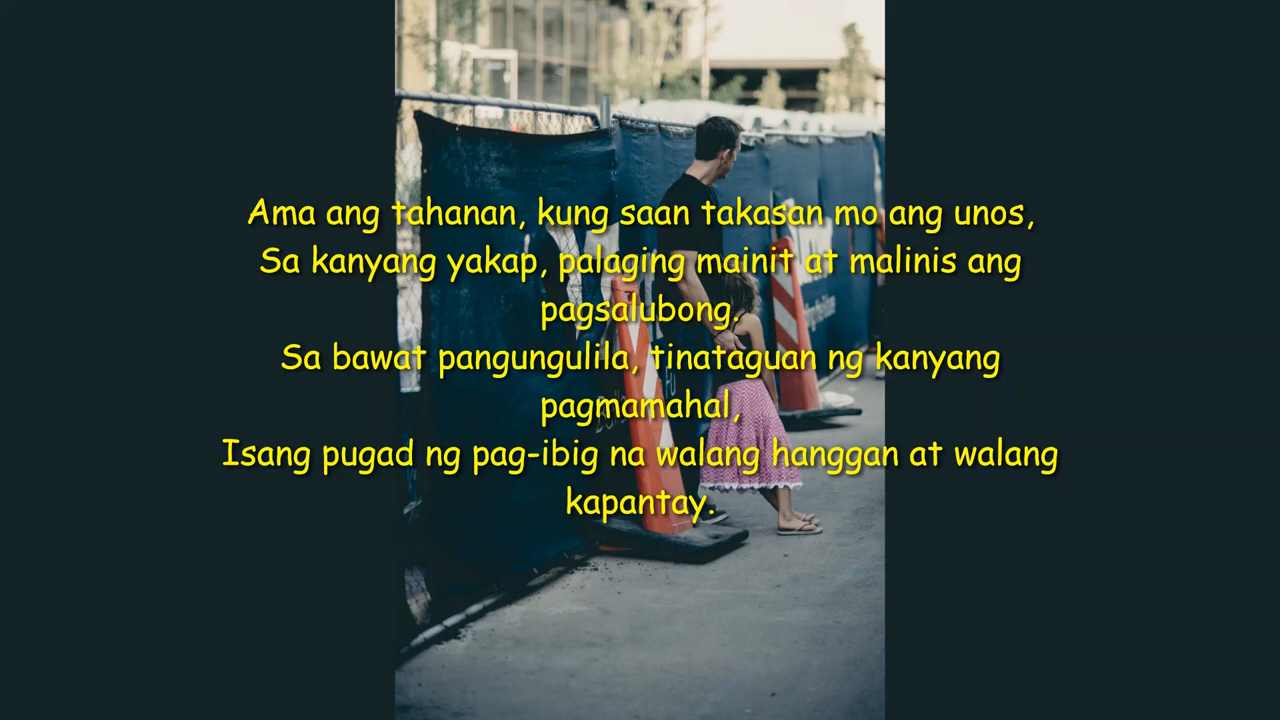 Ama ang tahanan, kung saan takasan mo ang unos,
Sa kanyang yakap, palaging mainit at malinis ang
pagsalubong.
Sa bawat pangungulila, tinataguan ng kanyang
pagmamahal,
Isang pugad ng pag-ibig na walang hanggan at walang
kapantay.